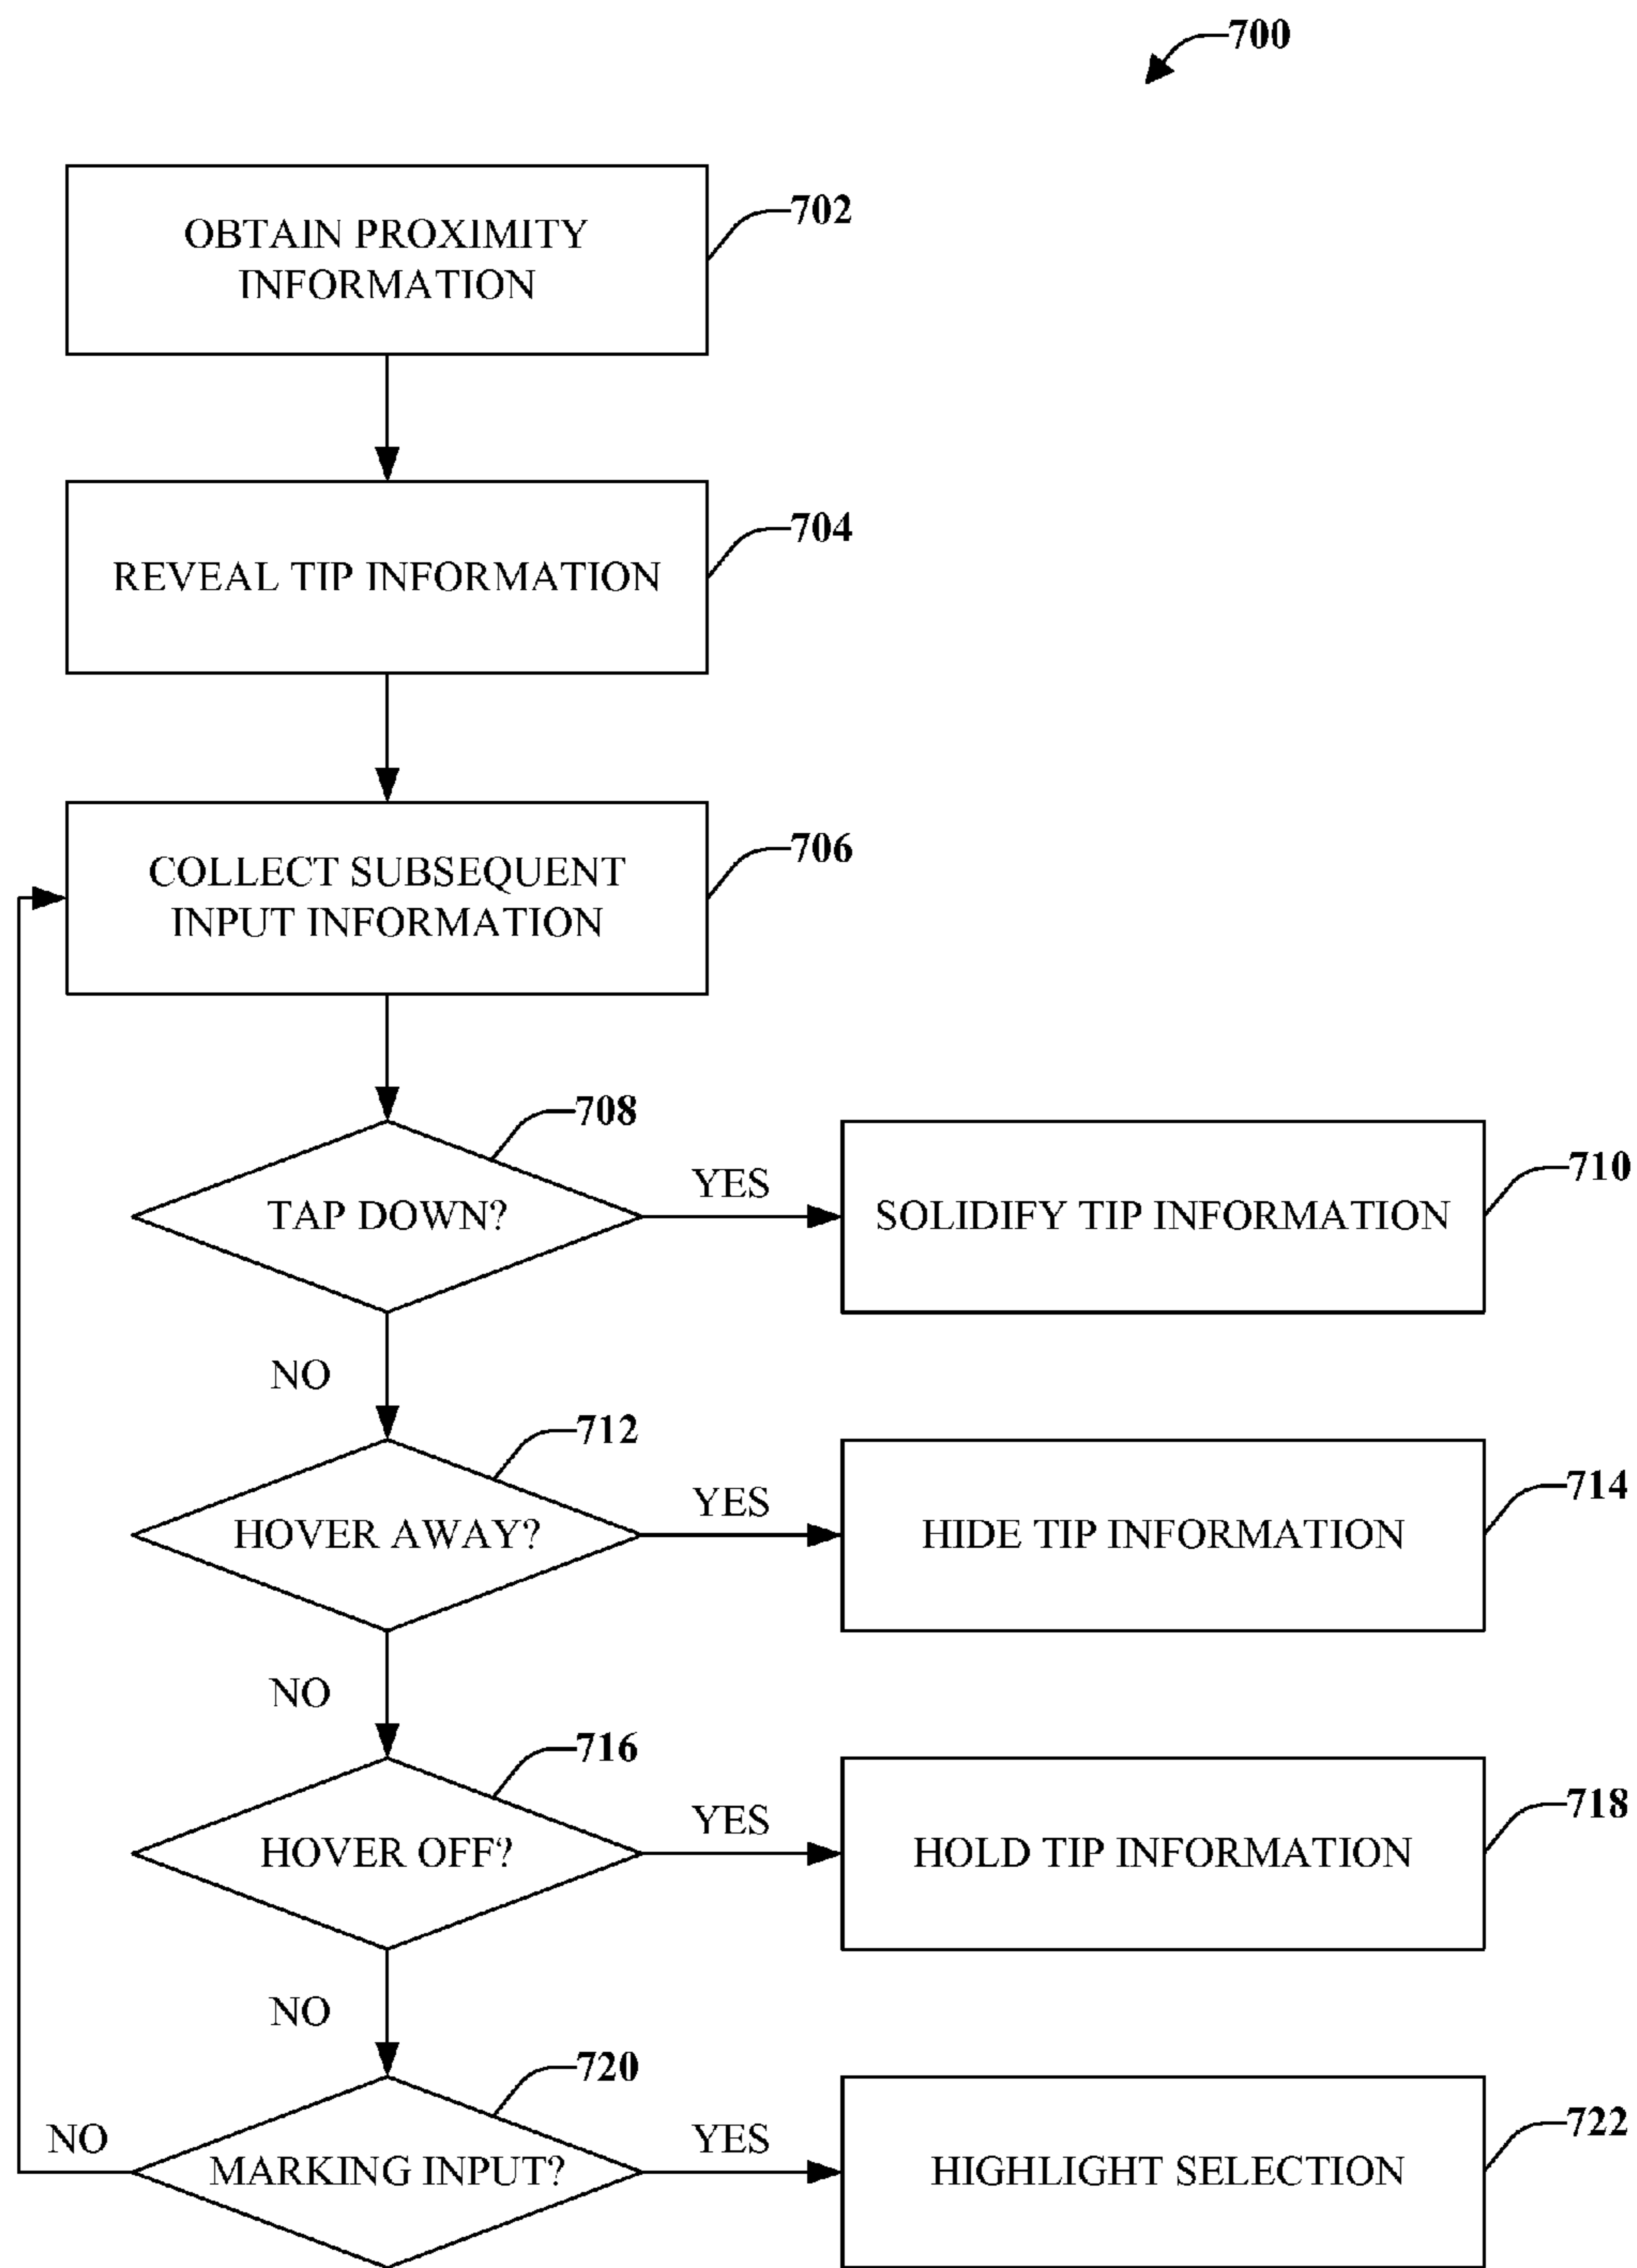 700
OBTAIN PROXIMITY
INFORMATION
702
REVEAL TIP INFORMATION
704
COLLECT SUBSEQUENT
INPUT INFORMATION
706
708
TAP DOWN?
YES
SOLIDIFY TIP INFORMATION
710
NO
712
HOVER AWAY?
YES
HIDE TIP INFORMATION
714
NO
716
HOVER OFF?
YES
HOLD TIP INFORMATION
718
NO
720
NO
MARKING INPUT?
YES
HIGHLIGHT SELECTION
722